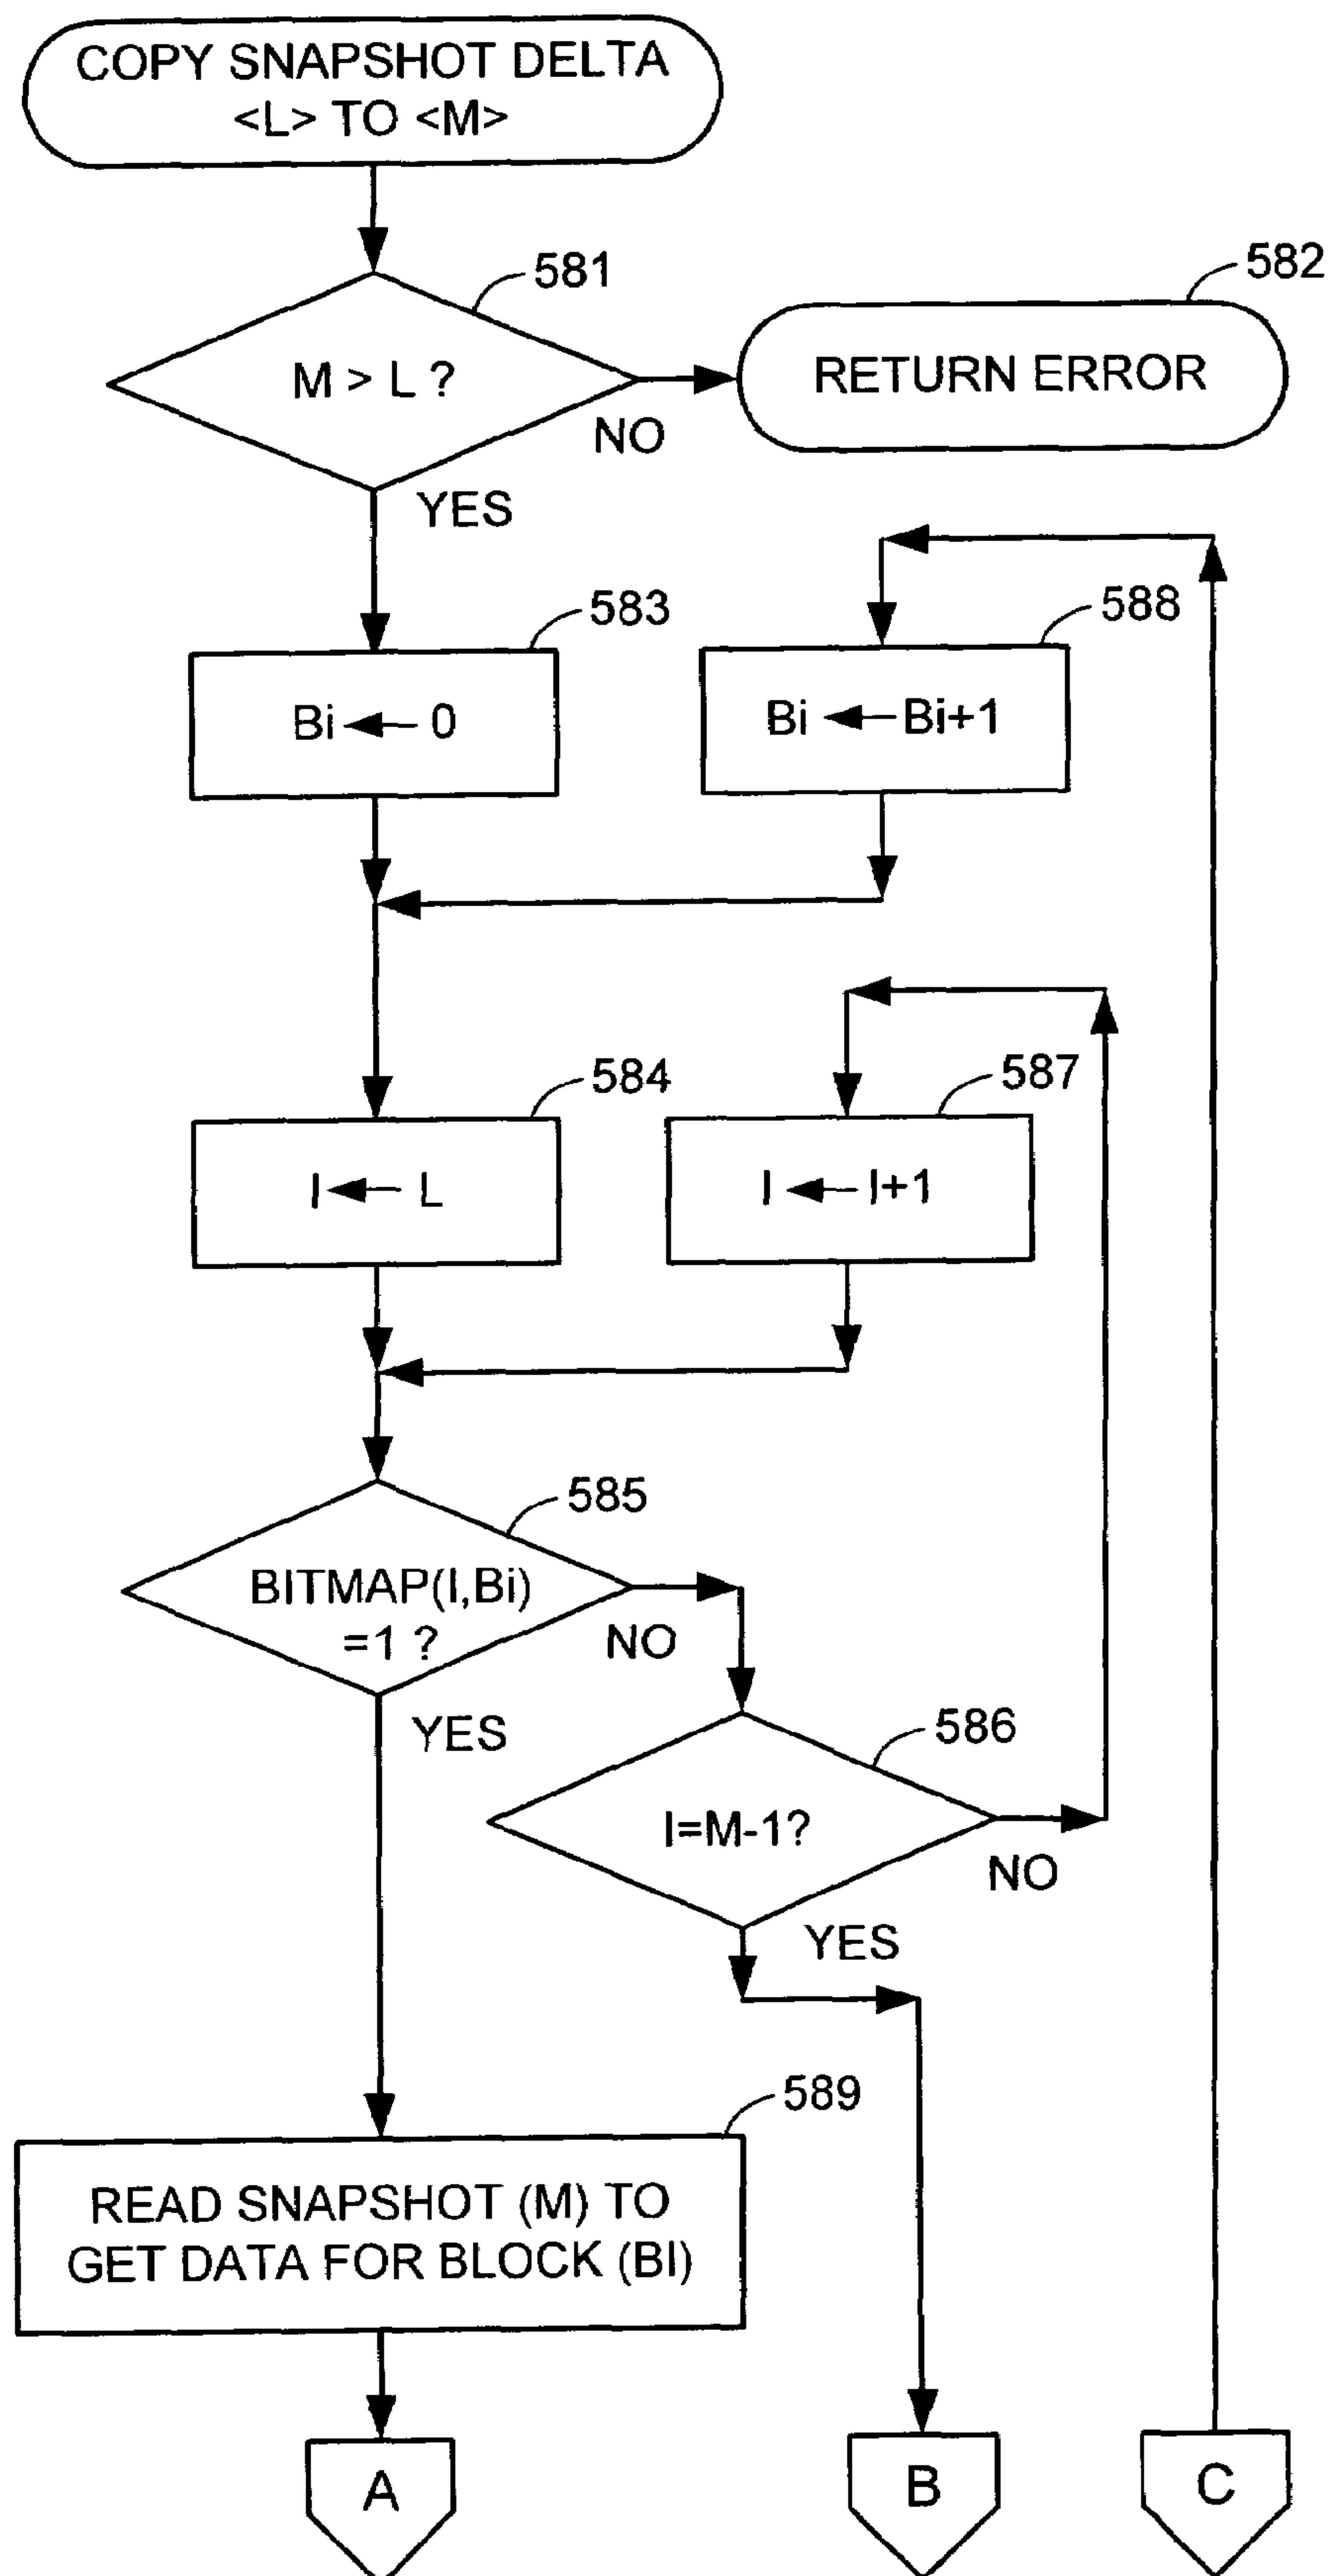 COPY SNAPSHOT DELTA
<L> TO <M>
581
582
M > L ?
RETURN ERROR
NO
YES
583
588
Bi ← 0
Bi ← Bi+1
584
587
I ← L
I ← I+1
585
BITMAP(I,Bi)
=1 ?
NO
YES
586
I=M-1?
NO
YES
589
READ SNAPSHOT (M) TO
GET DATA FOR BLOCK (BI)
A
B
C